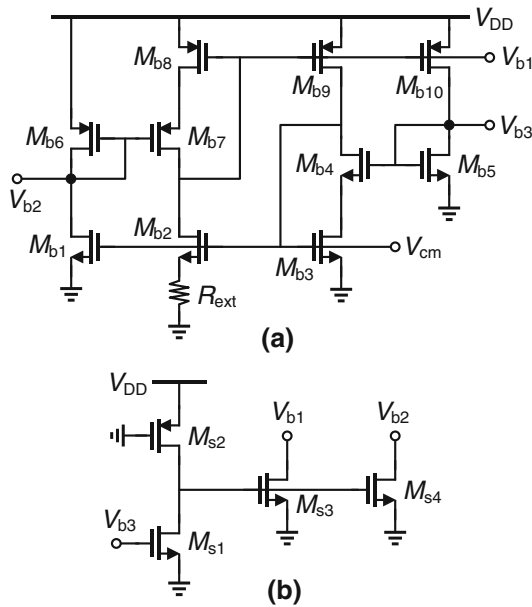 V_DD
M_b8
M_b9
M_b10
V_b1
M_b6
M_b7
M_b4
M_b5
V_b3
V_b2
M_b1
M_b2
M_b3
V_cm
R_ext
(a)
V_DD
V_b1
V_b2
M_s2
M_s3
M_s4
V_b3
M_s1
(b)